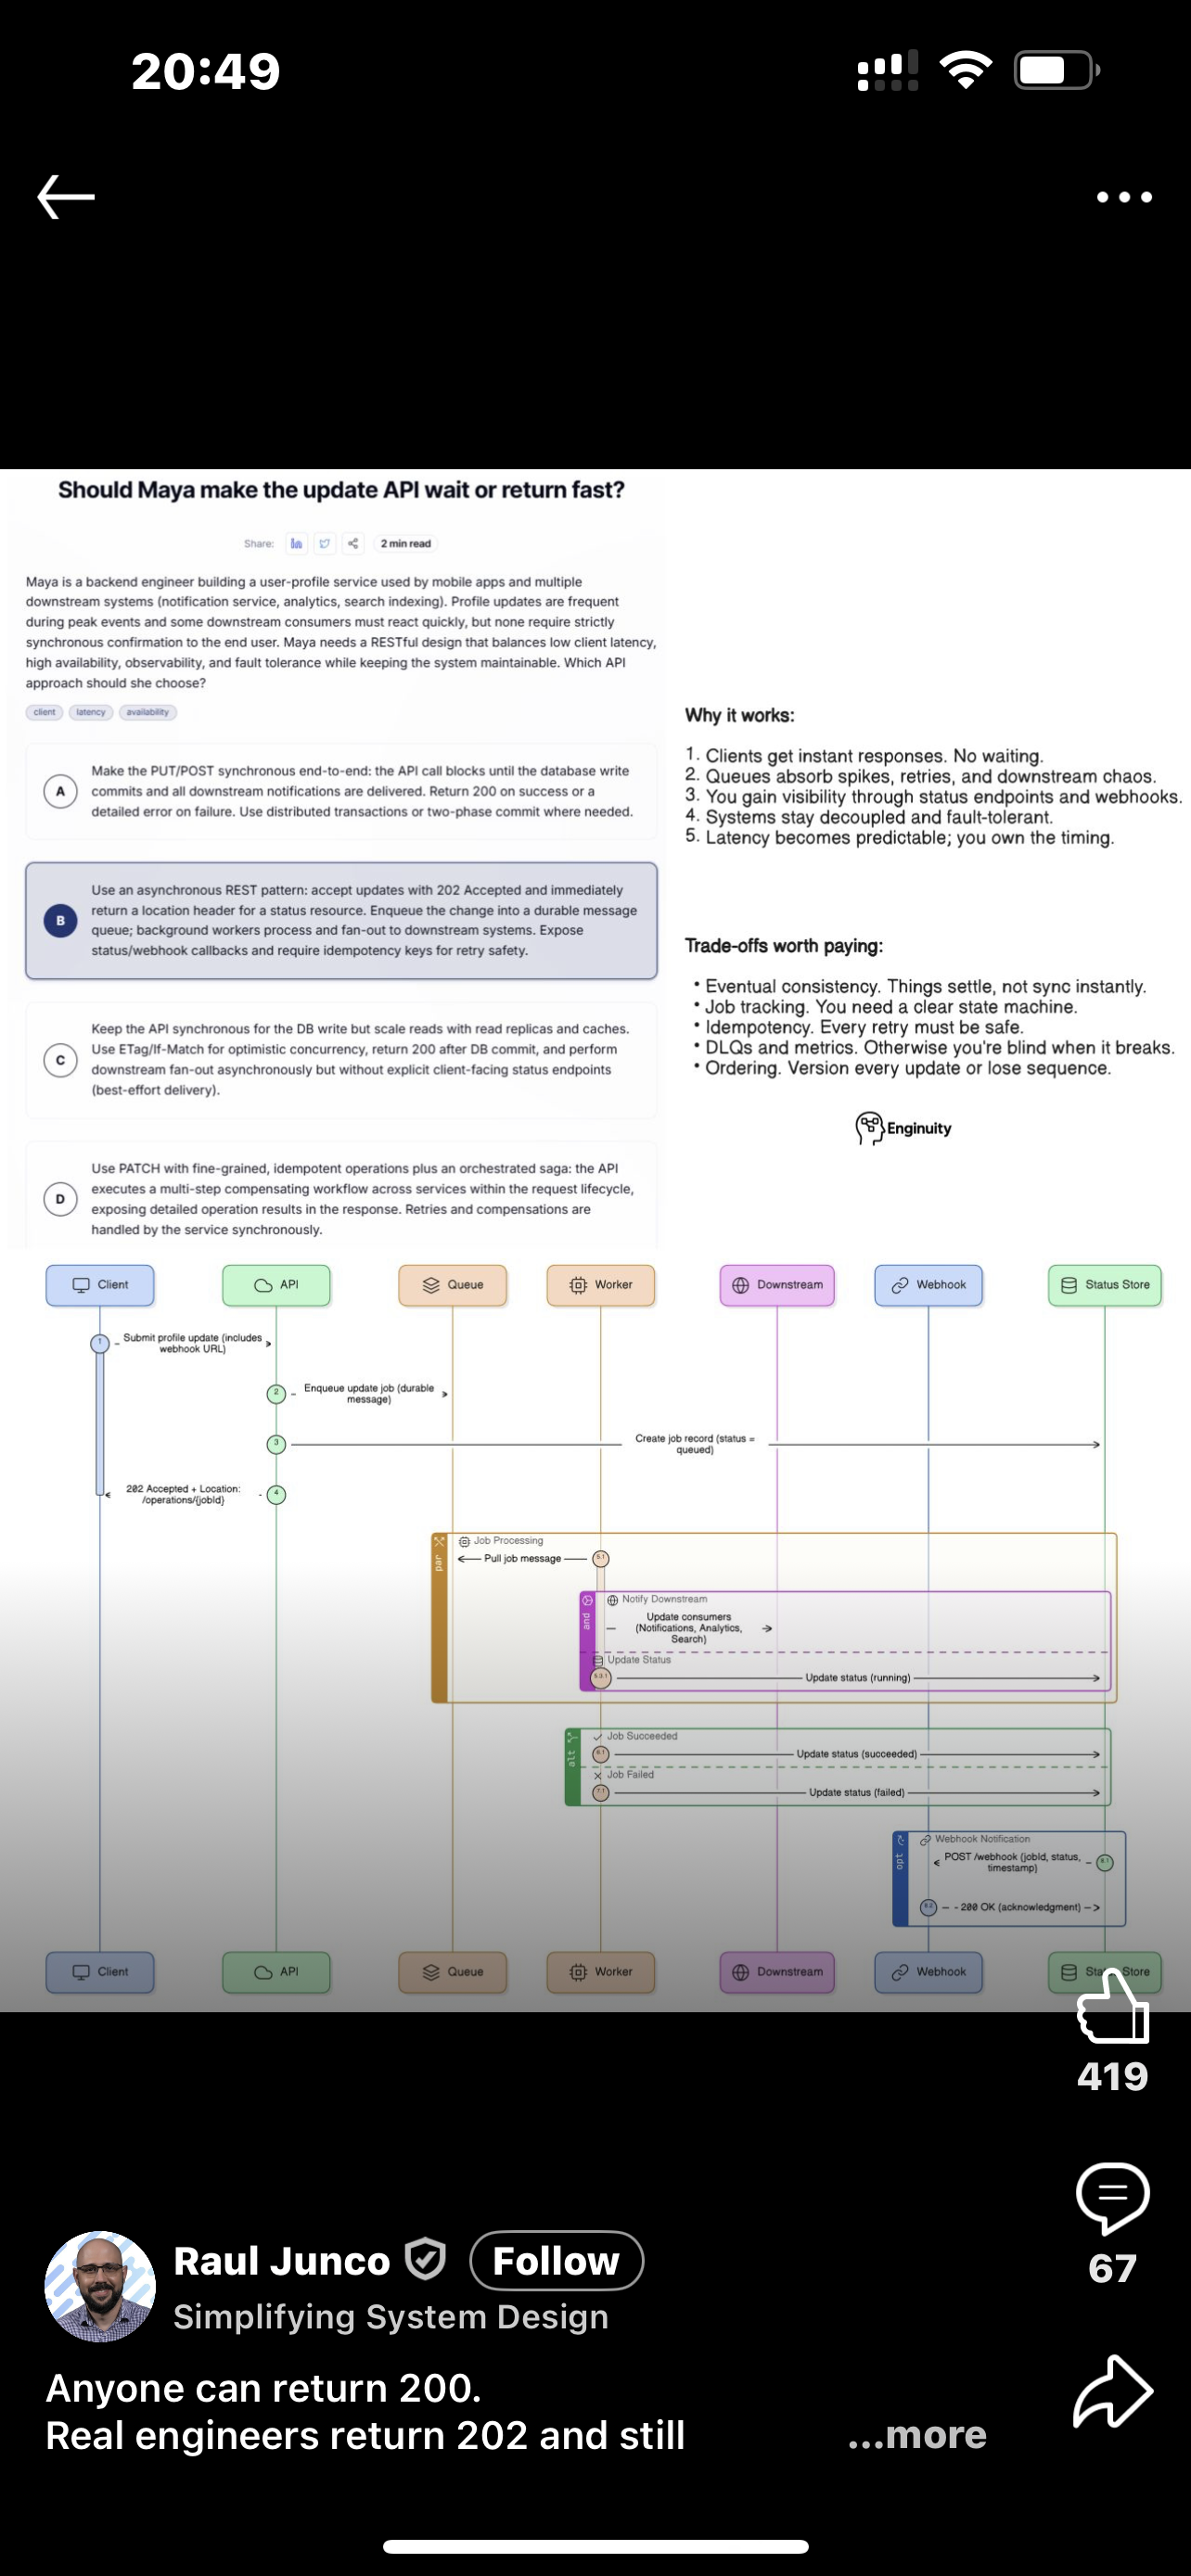 20:49
Should Maya make the update API wait or return fast?
Share:
2 min read
Maya is a backend engineer building a user-profile service used by mobile apps and multiple
downstream systems (notification service, analytics, search indexing). Profile updates are frequent
during peak events and some downstream consumers must react quickly, but none require strictly
synchronous confirmation to the end user. Maya needs a RESTful design that balances low client latency,
high availability, observability, and fault tolerance while keeping the system maintainable. Which API
approach should she choose?
client latency availability
A
Make the PUT/POST synchronous end-to-end: the API call blocks until the database write
commits and all downstream notifications are delivered. Return 200 on success or a
detailed error on failure. Use distributed transactions or two-phase commit where needed.
B
Use an asynchronous REST pattern: accept updates with 202 Accepted and immediately
return a location header for a status resource. Enqueue the change into a durable message
queue; background workers process and fan-out to downstream systems. Expose
status/webhook callbacks and require idempotency keys for retry safety.
C
Keep the API synchronous for the DB write but scale reads with read replicas and caches.
Use ETag/If-Match for optimistic concurrency, return 200 after DB commit, and perform
downstream fan-out asynchronously but without explicit client-facing status endpoints
(best-effort delivery).
D
Use PATCH with fine-grained, idempotent operations plus an orchestrated saga: the API
executes a multi-step compensating workflow across services within the request lifecycle,
exposing detailed operation results in the response. Retries and compensations are
handled by the service synchronously.
Why it works:
1. Clients get instant responses. No waiting.
2. Queues absorb spikes, retries, and downstream chaos.
3. You gain visibility through status endpoints and webhooks.
4. Systems stay decoupled and fault-tolerant.
5. Latency becomes predictable; you own the timing.
Trade-offs worth paying:
• Eventual consistency. Things settle, not sync instantly.
• Job tracking. You need a clear state machine.
• Idempotency. Every retry must be safe.
• DLQs and metrics. Otherwise you're blind when it breaks.
• Ordering. Version every update or lose sequence.
Enginuity
Client API Queue Worker Downstream Webhook Status Store
1
Submit profile update (includes
webhook URL)
2
Enqueue update job (durable
message)
3
Create job record (status =
queued)
202 Accepted + Location:
/operations/{jobId}
4
par
Job Processing
Pull job message
5.1
and
Notify Downstream
Update consumers
(Notifications, Analytics,
Search)
Update Status
5.3.1
Update status (running)
alt
Job Succeeded
6.1
Update status (succeeded)
Job Failed
7.1
Update status (failed)
opt
Webhook Notification
POST /webhook (jobId, status,
timestamp)
8.1
8.2
200 OK (acknowledgment)
Client API Queue Worker Downstream Webhook Status Store
419
67
Raul Junco
Follow
Simplifying System Design
Anyone can return 200.
Real engineers return 202 and still
...more